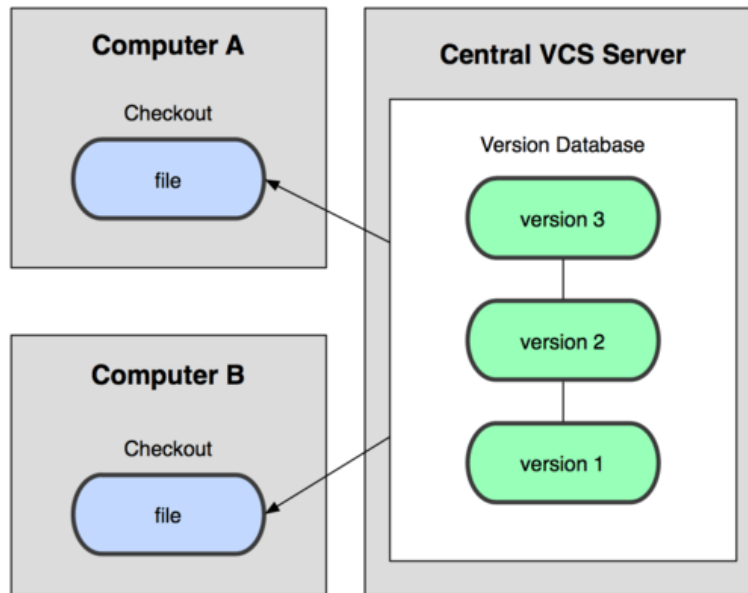 Computer A
Checkout
file
Central VCS Server
Version Database
version 3
version 2
version 1
Computer B
Checkout
file